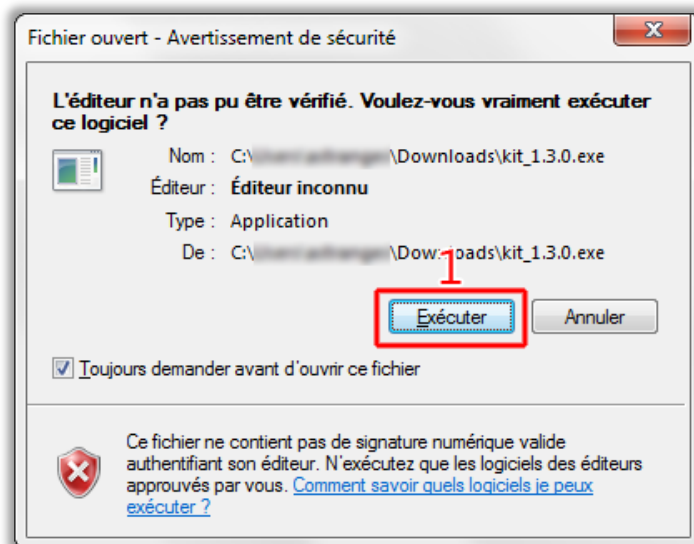 Fichier ouvert - Avertissement de sécurité
X
L'éditeur n'a pas pu être vérifié. Voulez-vous vraiment exécuter
ce logiciel ?
Nom : C:\ \Downloads\kit_1.3.0.exe
Éditeur : Éditeur inconnu
Type : Application
De : C:\ \Downloads\kit_1.3.0.exe
1
Exécuter Annuler
Toujours demander avant d'ouvrir ce fichier
Ce fichier ne contient pas de signature numérique valide
authentifiant son éditeur. N'exécutez que les logiciels des éditeurs
approuvés par vous. Comment savoir quels logiciels je peux
exécuter ?